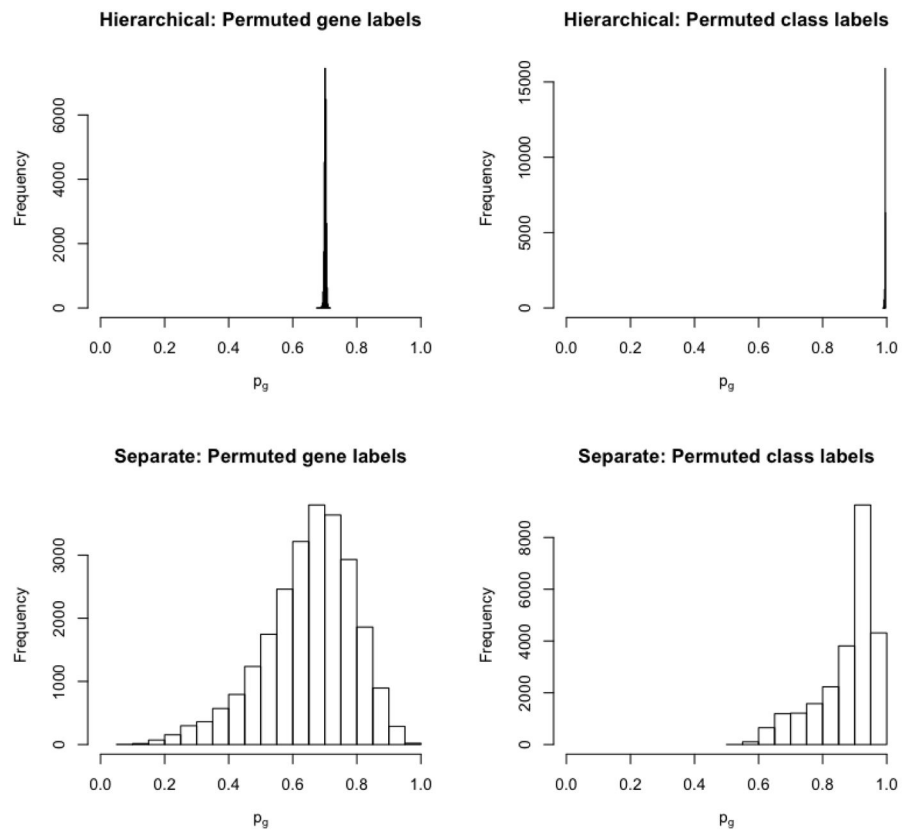 Hierarchical: Permuted gene labels
Frequency
0 2000 4000 6000
0.0 0.2 0.4 0.6 0.8 1.0
pg
Hierarchical: Permuted class labels
Frequency
0 5000 10000 15000
0.0 0.2 0.4 0.6 0.8 1.0
pg
Separate: Permuted gene labels
Frequency
0 1000 2000 3000
0.0 0.2 0.4 0.6 0.8 1.0
pg
Separate: Permuted class labels
Frequency
0 2000 4000 6000 8000
0.0 0.2 0.4 0.6 0.8 1.0
pg